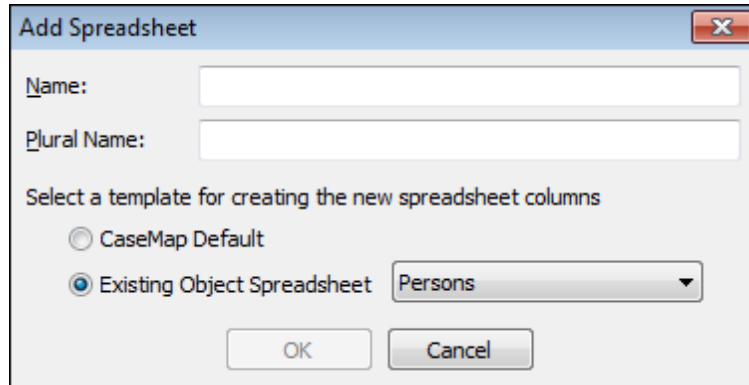 Add Spreadsheet
Name:
Plural Name:
Select a template for creating the new spreadsheet columns
CaseMap Default
Existing Object Spreadsheet Persons
OK Cancel